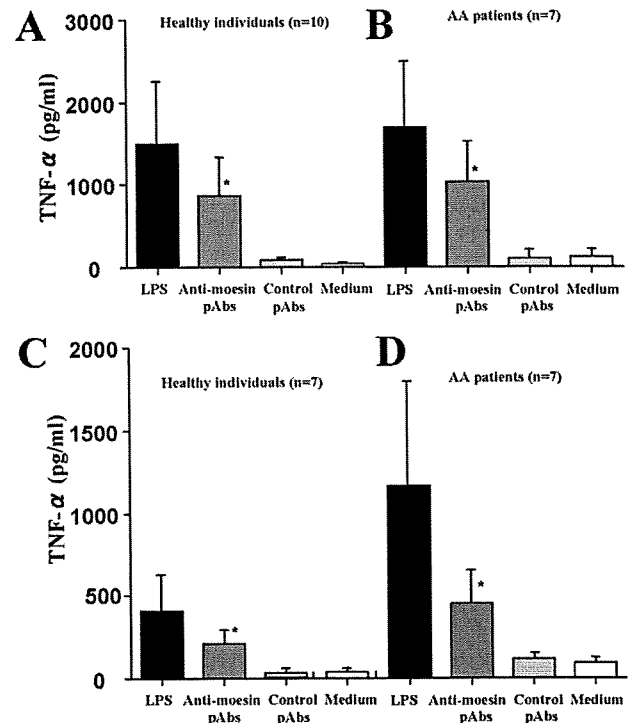 A
Healthy individuals (n=10)
B
AA patients (n=7)
3000
2000
1000
0
TNF-α (pg/ml)
LPS
Anti-moesin
pAbs
Control
pAbs
Medium
LPS
Anti-moesin
pAbs
Control
pAbs
Medium
*
*
C
Healthy individuals (n=7)
D
AA patients (n=7)
2000
1500
1000
500
0
TNF-α (pg/ml)
LPS
Anti-moesin
pAbs
Control
pAbs
Medium
LPS
Anti-moesin
pAbs
Control
pAbs
Medium
*
*